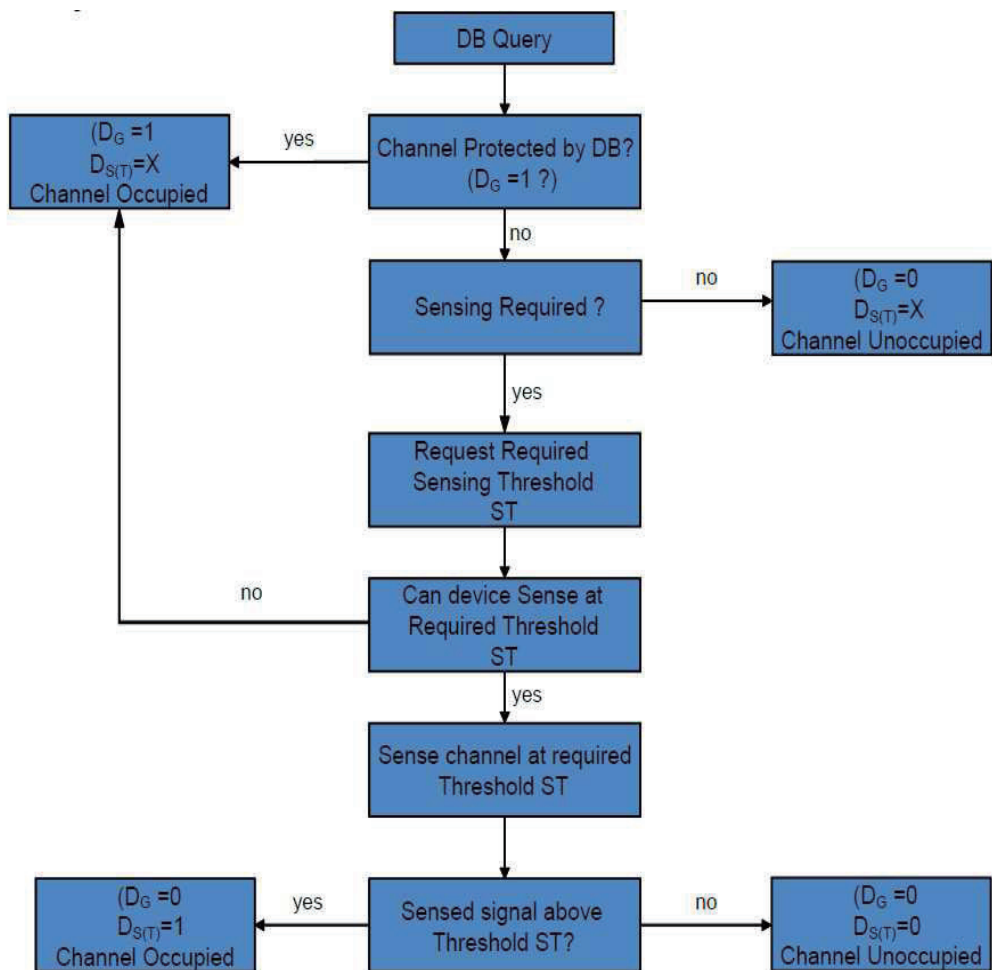 DB Query
Channel Protected by DB?
(D_G =1 ?)
yes
(D_G =1
D_S(T)=X
Channel Occupied
no
Sensing Required ?
no
(D_G =0
D_S(T)=X
Channel Unoccupied
yes
Request Required
Sensing Threshold
ST
Can device Sense at
Required Threshold
ST
no
yes
Sense channel at required
Threshold ST
Sensed signal above
Threshold ST?
yes
(D_G =0
D_S(T)=1
Channel Occupied
no
(D_G =0
D_S(T)=0
Channel Unoccupied